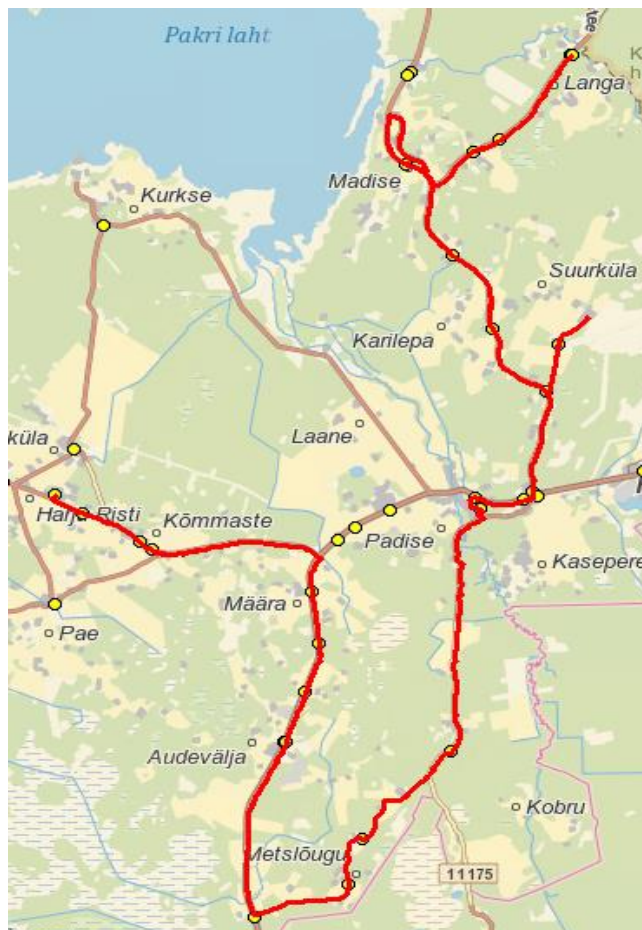 Pakri laht
tee
Langa
Kurkse
Madise
Suurküla
Karilepa
Laane
küla
Harju-Risti
Kõmmaste
Padise
Kasepere
Määra
Pae
Audevälja
Kobru
Metslõugu
11175